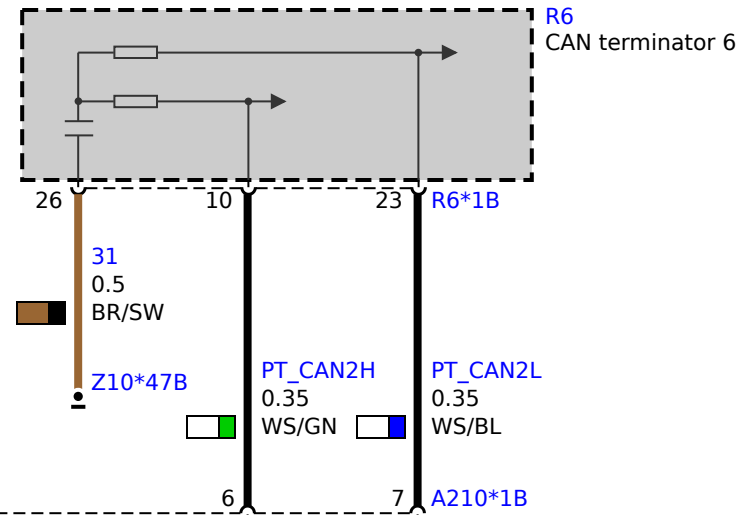 R6
CAN terminator 6
26
10
23
R6*1B
31
0.5
BR/SW
Z10*47B
PT_CAN2H
0.35
WS/GN
PT_CAN2L
0.35
WS/BL
6
7
A210*1B